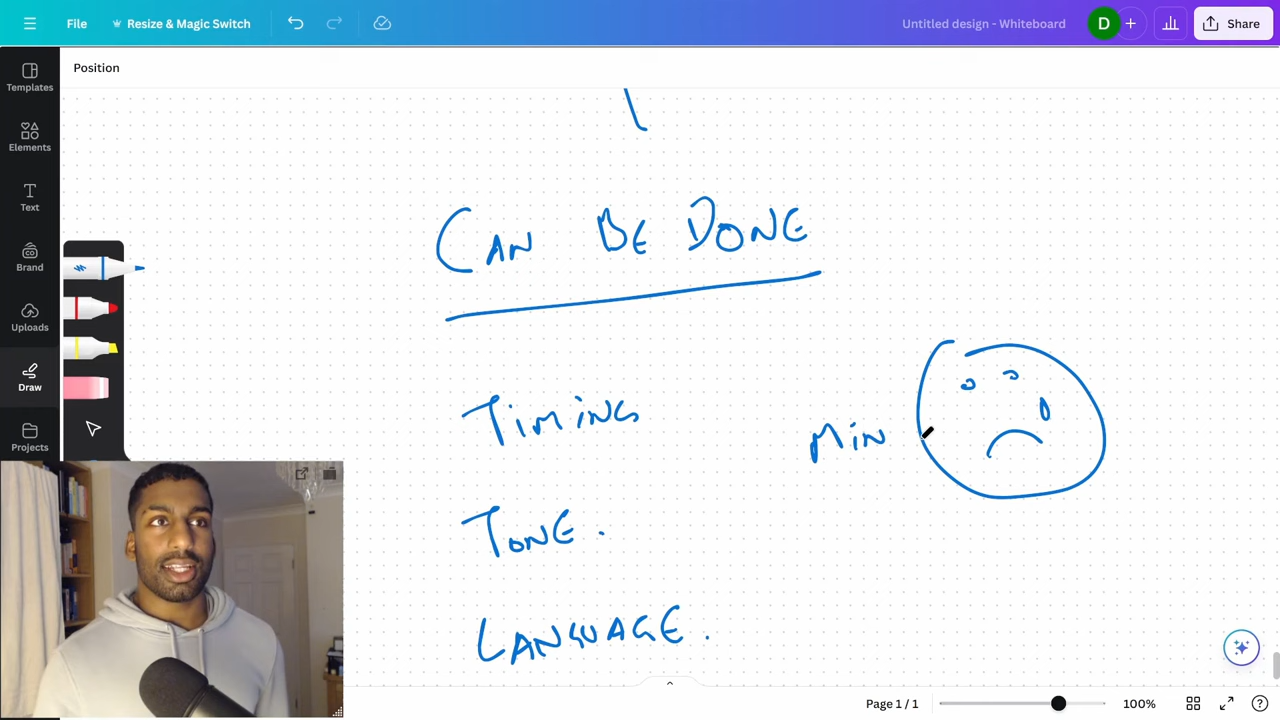 File
Resize & Magic Switch
Untitled design - Whiteboard
D
+
Share
Position
Templates
Elements
T
Text
CO
Brand
Uploads
Draw
Projects
CAN BE DONE
TIMING
TONE.
LANGUAGE.
MIN
Page 1 / 1
100%
?